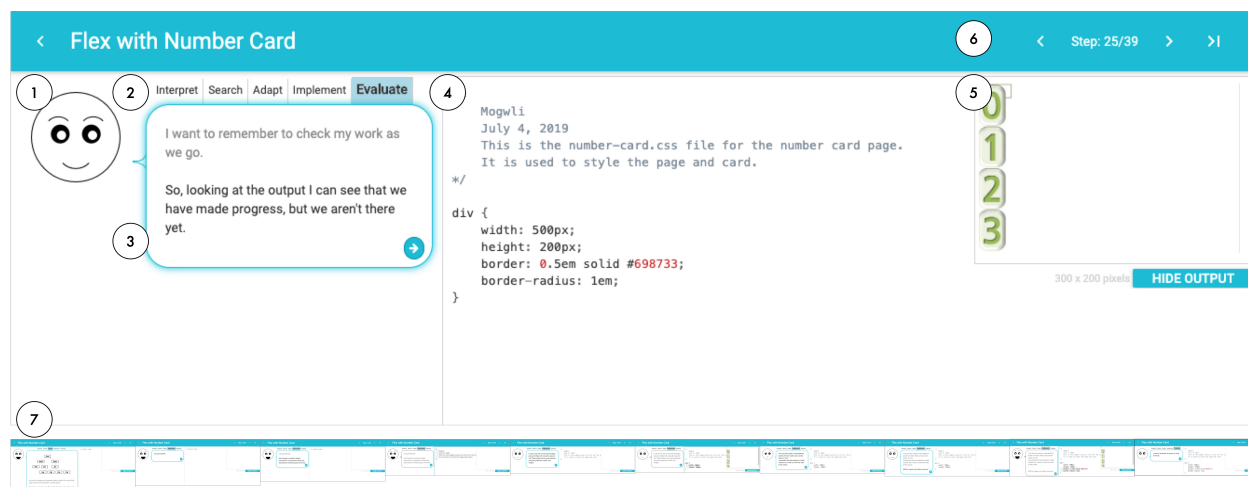 Flex with Number Card
6
Step: 25/39
1
2
Interpret Search Adapt Implement Evaluate
4
5
I want to remember to check my work as
we go.
So, looking at the output I can see that we
have made progress, but we aren't there
yet.
3
Mogwli
July 4, 2019
This is the number-card.css file for the number card page.
It is used to style the page and card.
*/
div {
width: 500px;
height: 200px;
border: 0.5em solid #698733;
border-radius: 1em;
}
0
1
2
3
300 x 200 pixels
HIDE OUTPUT
7